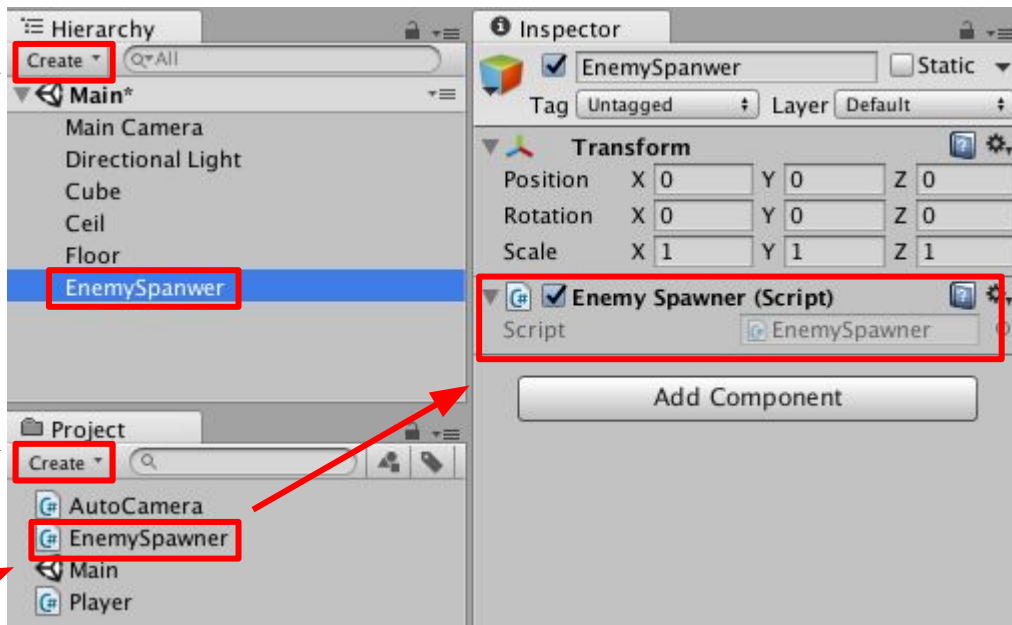 Hierarchy
Create
All
Main*
Main Camera
Directional Light
Cube
Ceil
Floor
EnemySpanwer
Project
Create
AutoCamera
EnemySpawner
Main
Player
Inspector
EnemySpanwer Static
Tag Untagged Layer Default
Transform
Position X 0 Y 0 Z 0
Rotation X 0 Y 0 Z 0
Scale X 1 Y 1 Z 1
Enemy Spawner (Script)
Script EnemySpawner
Add Component